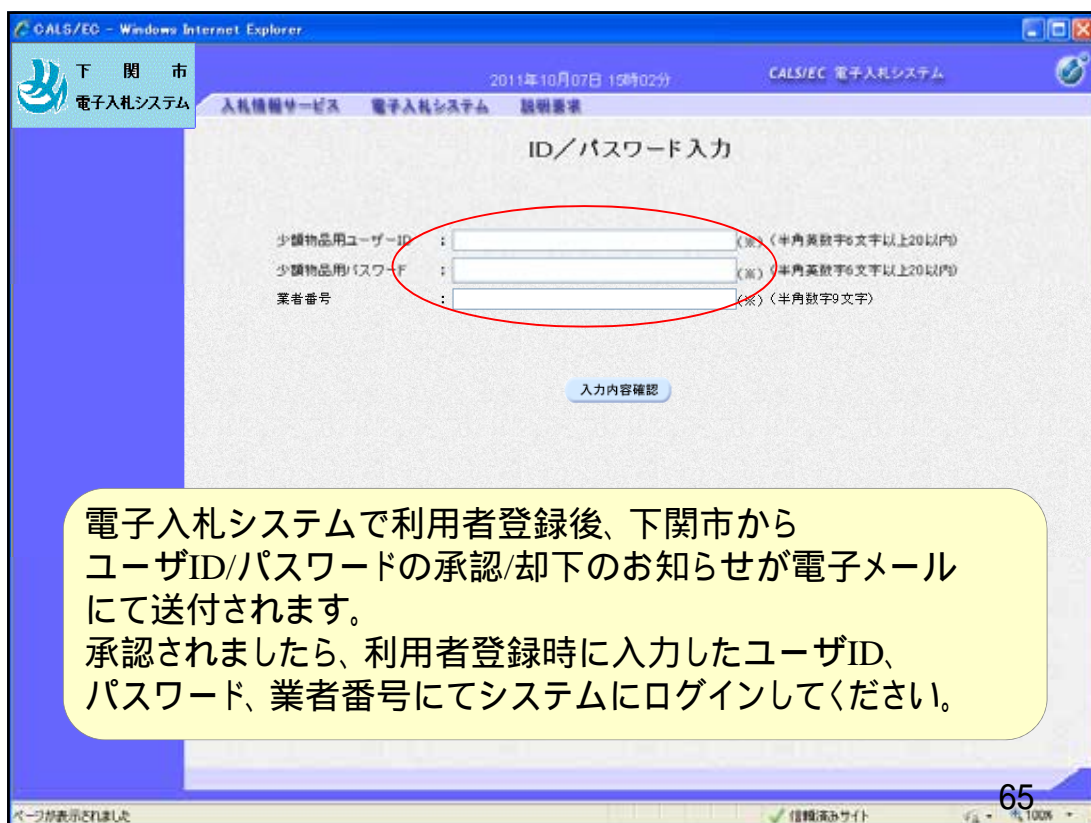 CALS/EC - Windows Internet Explorer
下 関 市
電子入札システム
2011年10月07日 15時02分
CALS/EC 電子入札システム
入札情報サービス 電子入札システム 説明要求
ID/パスワード入力
少額物品用ユーザーID : (※)(半角英数字6文字以上20以内)
少額物品用パスワード : (※)(半角英数字6文字以上20以内)
業者番号 : (※)(半角数字9文字)
入力内容確認
電子入札システムで利用者登録後、下関市から
ユーザID/パスワードの承認/却下のお知らせが電子メール
にて送付されます。
承認されましたら、利用者登録時に入力したユーザID、
パスワード、業者番号にてシステムにログインしてください。
65
ページが表示されました
信頼済みサイト
100%